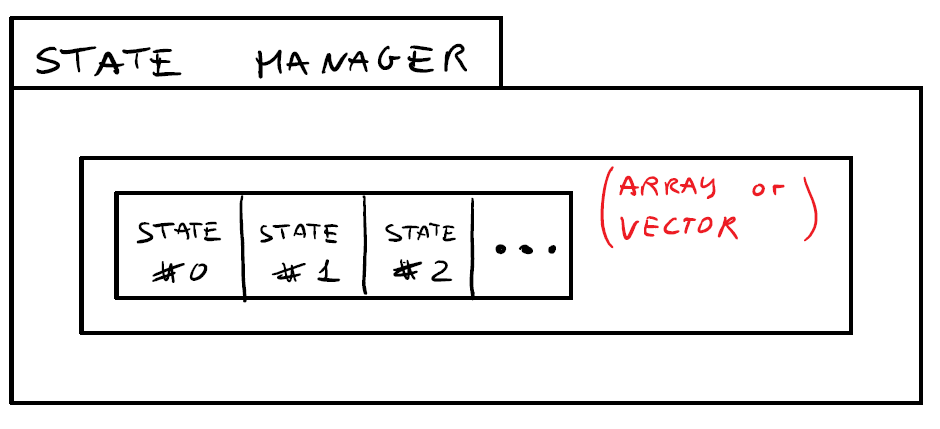 STATE MANAGER
STATE
#0
STATE
#1
STATE
#2
...
(ARRAY or
VECTOR)